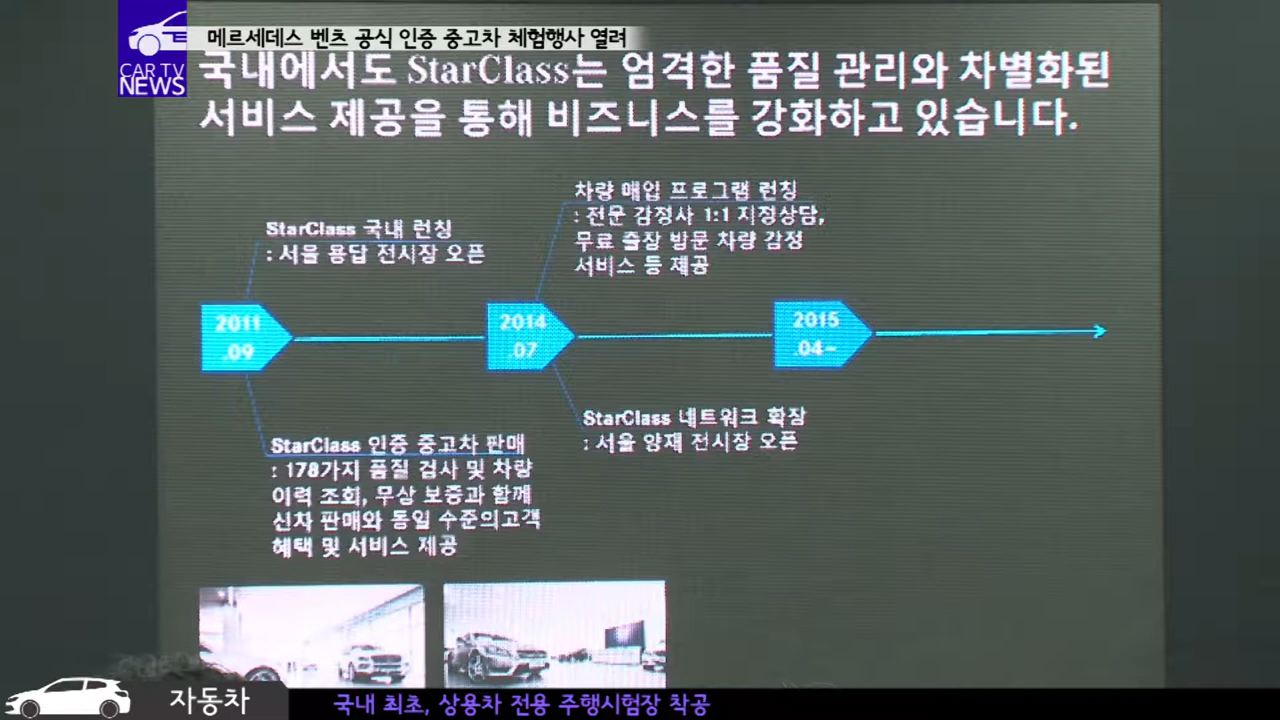 메르세데스 벤츠 공식 인증 중고차 체험행사 열려
CAR TV
NEWS
국내에서도 StarClass는 엄격한 품질 관리와 차별화된
서비스 제공을 통해 비즈니스를 강화하고 있습니다.
차량 매입 프로그램 런칭
: 전문 감정사 1:1 지정상담,
무료 출장 방문 차량 감정
서비스 등 제공
StarClass 국내 런칭
: 서울 용답 전시장 오픈
2011
.09
2014
.07
2015
.04~
StarClass 네트워크 확장
: 서울 양재 전시장 오픈
StarClass 인증 중고차 판매
: 178가지 품질 검사 및 차량
이력 조회, 무상 보증과 함께
신차 판매와 동일 수준의고객
혜택 및 서비스 제공
자동차
국내 최초, 상용차 전용 주행시험장 착공